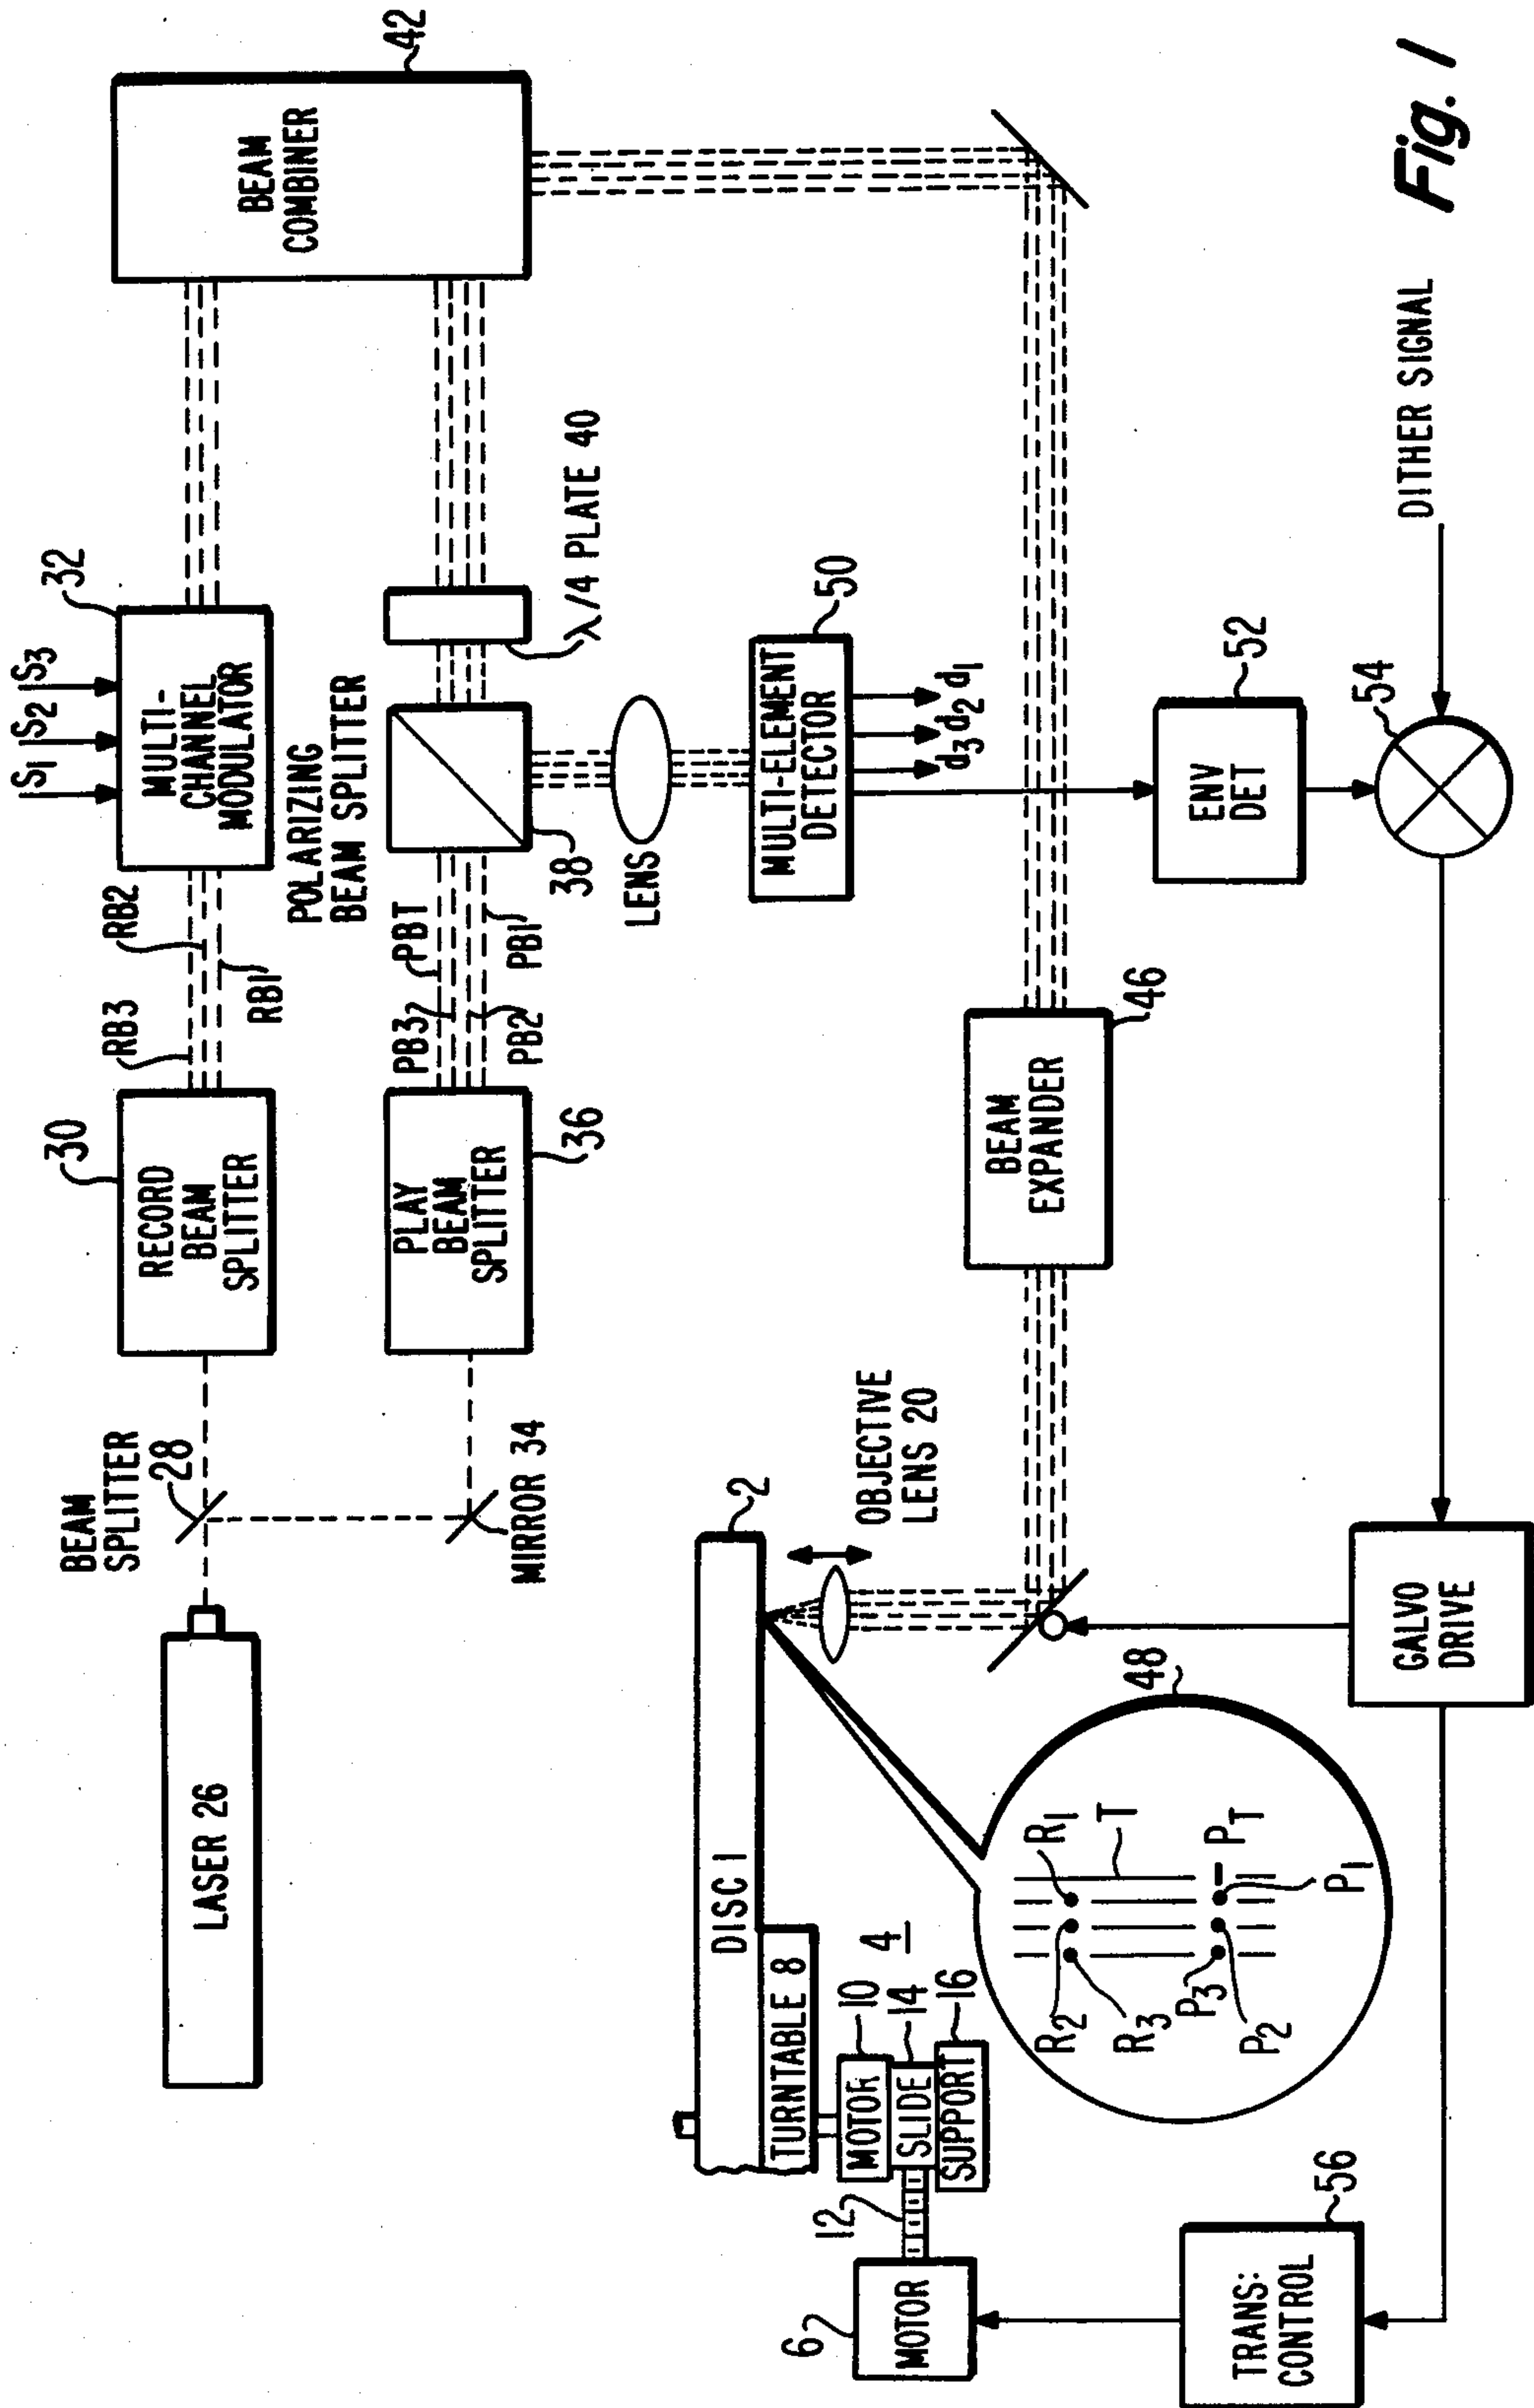 LASER 26
BEAM
SPLITTER
28
MIRROR 34
30
RECORD
BEAM
SPLITTER
PLAY
BEAM
SPLITTER
36
RB3
RB2
RB1
PB3
PBT
PB2
PB1
S1
S2
S3
32
MULTI-
CHANNEL
MODULATOR
POLARIZING
BEAM SPLITTER
38
LENS
λ/4 PLATE 40
BEAM
COMBINER
42
MULTI-ELEMENT
DETECTOR
50
d3 d2 d1
2
DISC 1
TURNTABLE 8
4
MOTOR
10
SLIDE
14
SUPPORT
16
12
6
MOTOR
OBJECTIVE
LENS 20
BEAM
EXPANDER
46
48
R1
R2
R3
T
P3
P2
PT
P1
ENV
DET
52
54
DITHER SIGNAL
GALVO
DRIVE
TRANS:
CONTROL
56
Fig. 1